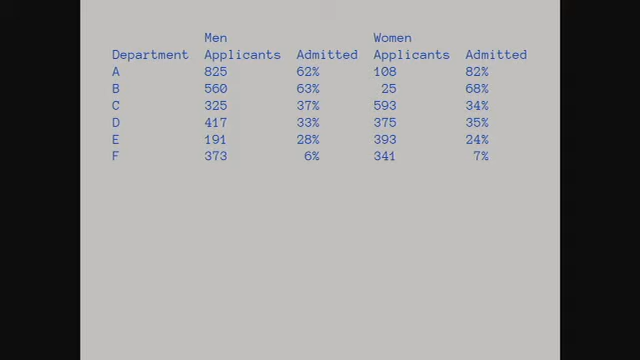 Men Women
Department Applicants Admitted Applicants Admitted
A 825 62% 108 82%
B 560 63% 25 68%
C 325 37% 593 34%
D 417 33% 375 35%
E 191 28% 393 24%
F 373 6% 341 7%